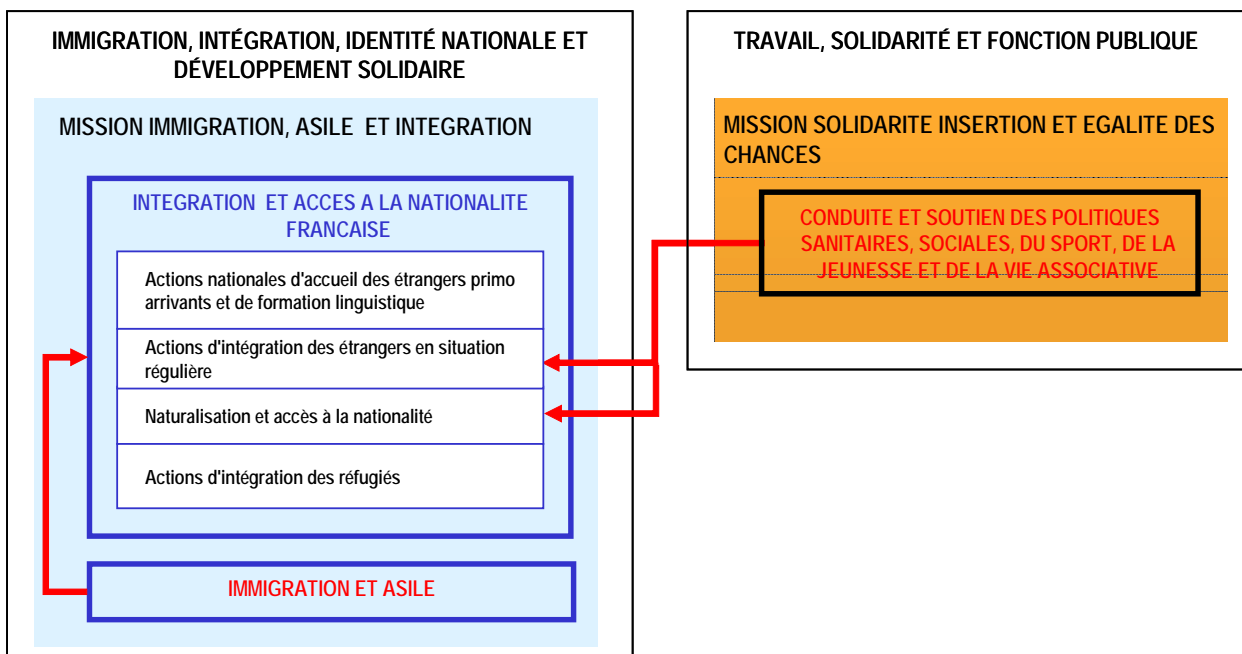 IMMIGRATION, INTÉGRATION, IDENTITÉ NATIONALE ET
DÉVELOPPEMENT SOLIDAIRE
MISSION IMMIGRATION, ASILE ET INTEGRATION
INTEGRATION ET ACCES A LA NATIONALITE
FRANCAISE
Actions nationales d'accueil des étrangers primo
arrivants et de formation linguistique
Actions d'intégration des étrangers en situation
régulière
Naturalisation et accès à la nationalité
Actions d'intégration des réfugiés
IMMIGRATION ET ASILE
TRAVAIL, SOLIDARITÉ ET FONCTION PUBLIQUE
MISSION SOLIDARITE INSERTION ET EGALITE DES
CHANCES
CONDUITE ET SOUTIEN DES POLITIQUES
SANITAIRES, SOCIALES, DU SPORT, DE LA
JEUNESSE ET DE LA VIE ASSOCIATIVE